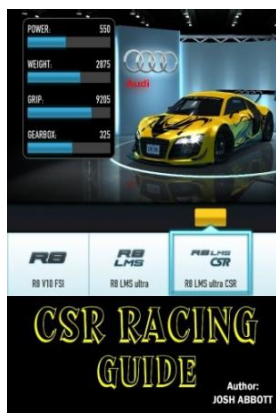 POWER: 550
WEIGHT: 2875
GRIP: 9205
GEARBOX: 325
Audi
R8
R8 LMS
R8 LMS CSR
R8 V10 FSI
R8 LMS ultra
R8 LMS ultra CSR
CSR RACING
GUIDE
Author:
JOSH ABBOTT